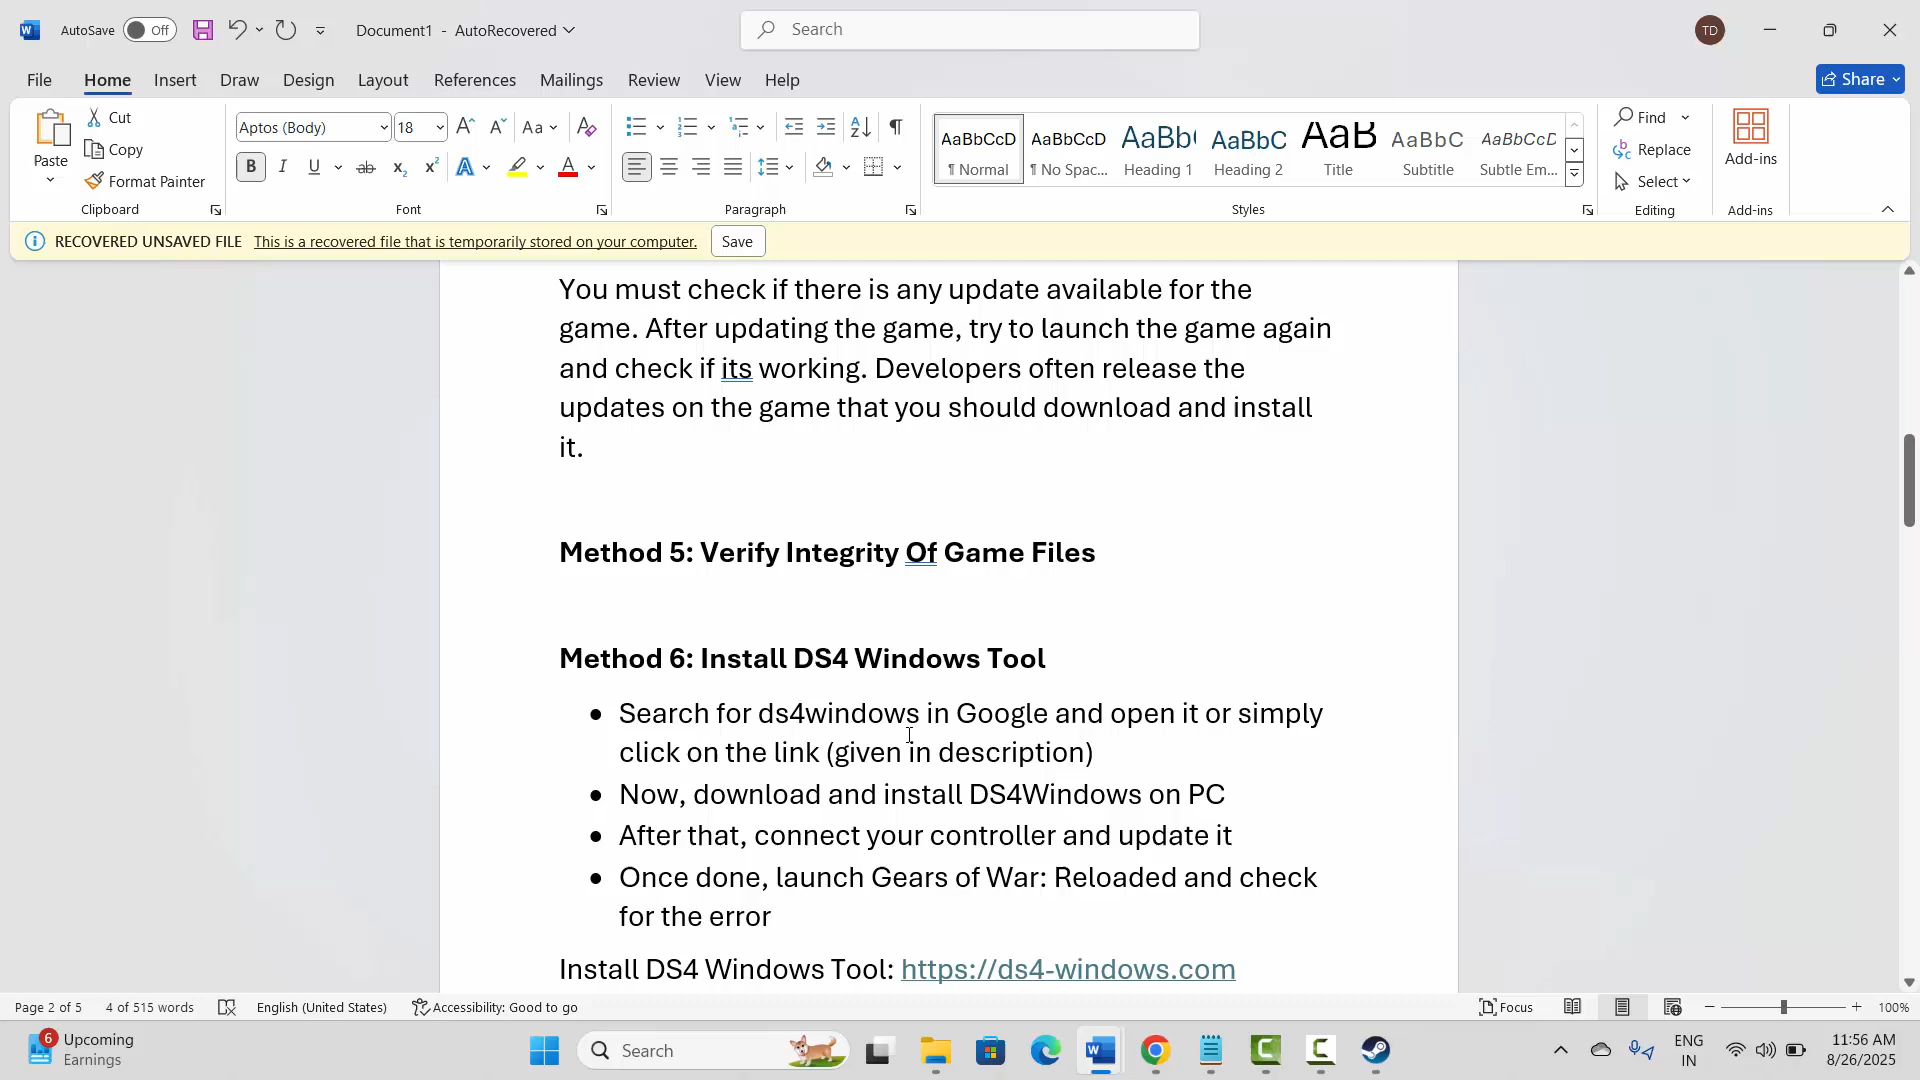 AutoSave Off Document1 - AutoRecovered Search TD
File Home Insert Draw Design Layout References Mailings Review View Help Share
Paste Cut Copy Format Painter Clipboard
Aptos (Body) 18 Aa B I U ab x₂ x² A A Font
Paragraph
AaBbCcD AaBbCcD AaBb( AaBbC AaB AaBbC AaBbCcD
¶ Normal ¶ No Spac... Heading 1 Heading 2 Title Subtitle Subtle Em...
Styles
Find Replace Select Editing
Add-ins Add-ins
RECOVERED UNSAVED FILE This is a recovered file that is temporarily stored on your computer. Save
You must check if there is any update available for the
game. After updating the game, try to launch the game again
and check if its working. Developers often release the
updates on the game that you should download and install
it.
Method 5: Verify Integrity Of Game Files
Method 6: Install DS4 Windows Tool
• Search for ds4windows in Google and open it or simply
click on the link (given in description)
• Now, download and install DS4Windows on PC
• After that, connect your controller and update it
• Once done, launch Gears of War: Reloaded and check
for the error
Install DS4 Windows Tool: https://ds4-windows.com
Page 2 of 5 4 of 515 words English (United States) Accessibility: Good to go Focus 100%
6 Upcoming
Earnings
Search
ENG
IN
11:56 AM
8/26/2025